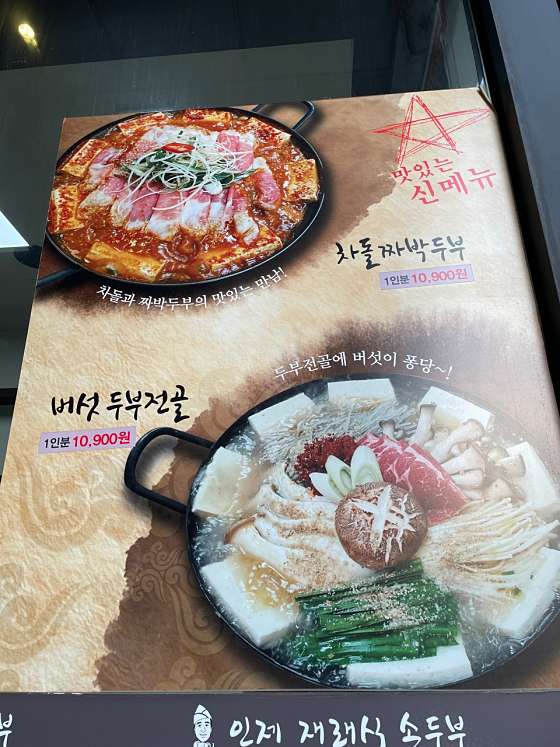 맛있는
신메뉴
차돌짜박두부
1인분 10,900원
차돌과 짜박두부의 맛있는 만남!
두부전골에 버섯이 퐁당~!
버섯 두부전골
1인분 10,900원
부
인제 재래식 손두부